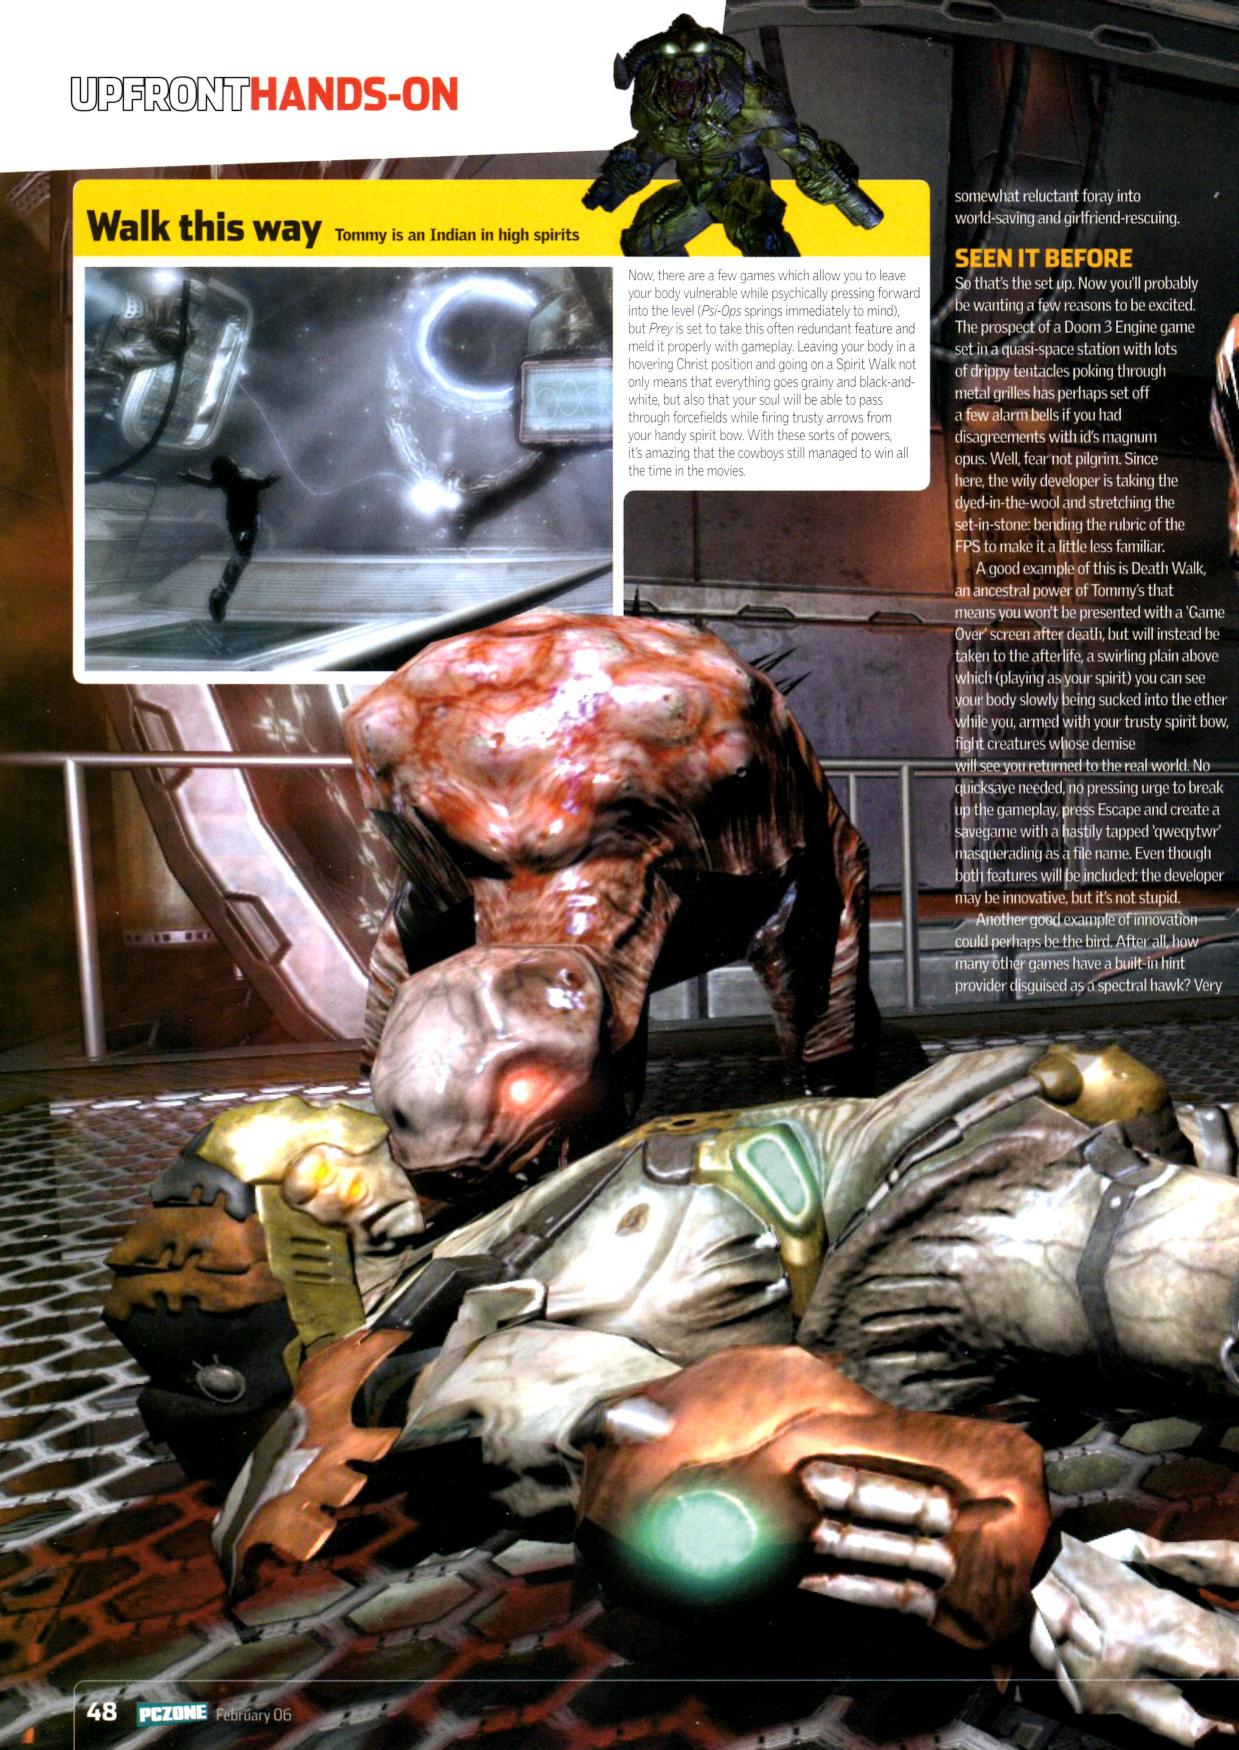 UPFRONTHANDS-ON
Walk this way Tommy is an Indian in high spirits
Now, there are a few games which allow you to leave
your body vulnerable while psychically pressing forward
into the level (Psi-Ops springs immediately to mind),
but Prey is set to take this often redundant feature and
meld it properly with gameplay. Leaving your body in a
hovering Christ position and going on a Spirit Walk not
only means that everything goes grainy and black-and-
white, but also that your soul will be able to pass
through forcefields while firing trusty arrows from
your handy spirit bow. With these sorts of powers,
it's amazing that the cowboys still managed to win all
the time in the movies.
somewhat reluctant foray into
world-saving and girlfriend-rescuing.
SEEN IT BEFORE
So that's the set up. Now you'll probably
be wanting a few reasons to be excited.
The prospect of a Doom 3 Engine game
set in a quasi-space station with lots
of drippy tentacles poking through
metal grilles has perhaps set off
a few alarm bells if you had
disagreements with id's magnum
opus. Well, fear not pilgrim. Since
here, the wily developer is taking the
dyed-in-the-wool and stretching the
set-in-stone: bending the rubric of the
FPS to make it a little less familiar.
A good example of this is Death Walk,
an ancestral power of Tommy's that
means you won't be presented with a 'Game
Over' screen after death, but will instead be
taken to the afterlife, a swirling plain above
which (playing as your spirit) you can see
your body slowly being sucked into the ether
while you, armed with your trusty spirit bow,
fight creatures whose demise
will see you returned to the real world. No
quicksave needed, no pressing urge to break
up the gameplay, press Escape and create a
savegame with a hastily tapped 'qweqytwr'
masquerading as a file name. Even though
both features will be included: the developer
may be innovative, but it's not stupid.
Another good example of innovation
could perhaps be the bird. After all, how
many other games have a built-in hint
provider disguised as a spectral hawk? Very
48 PCZONE February 06